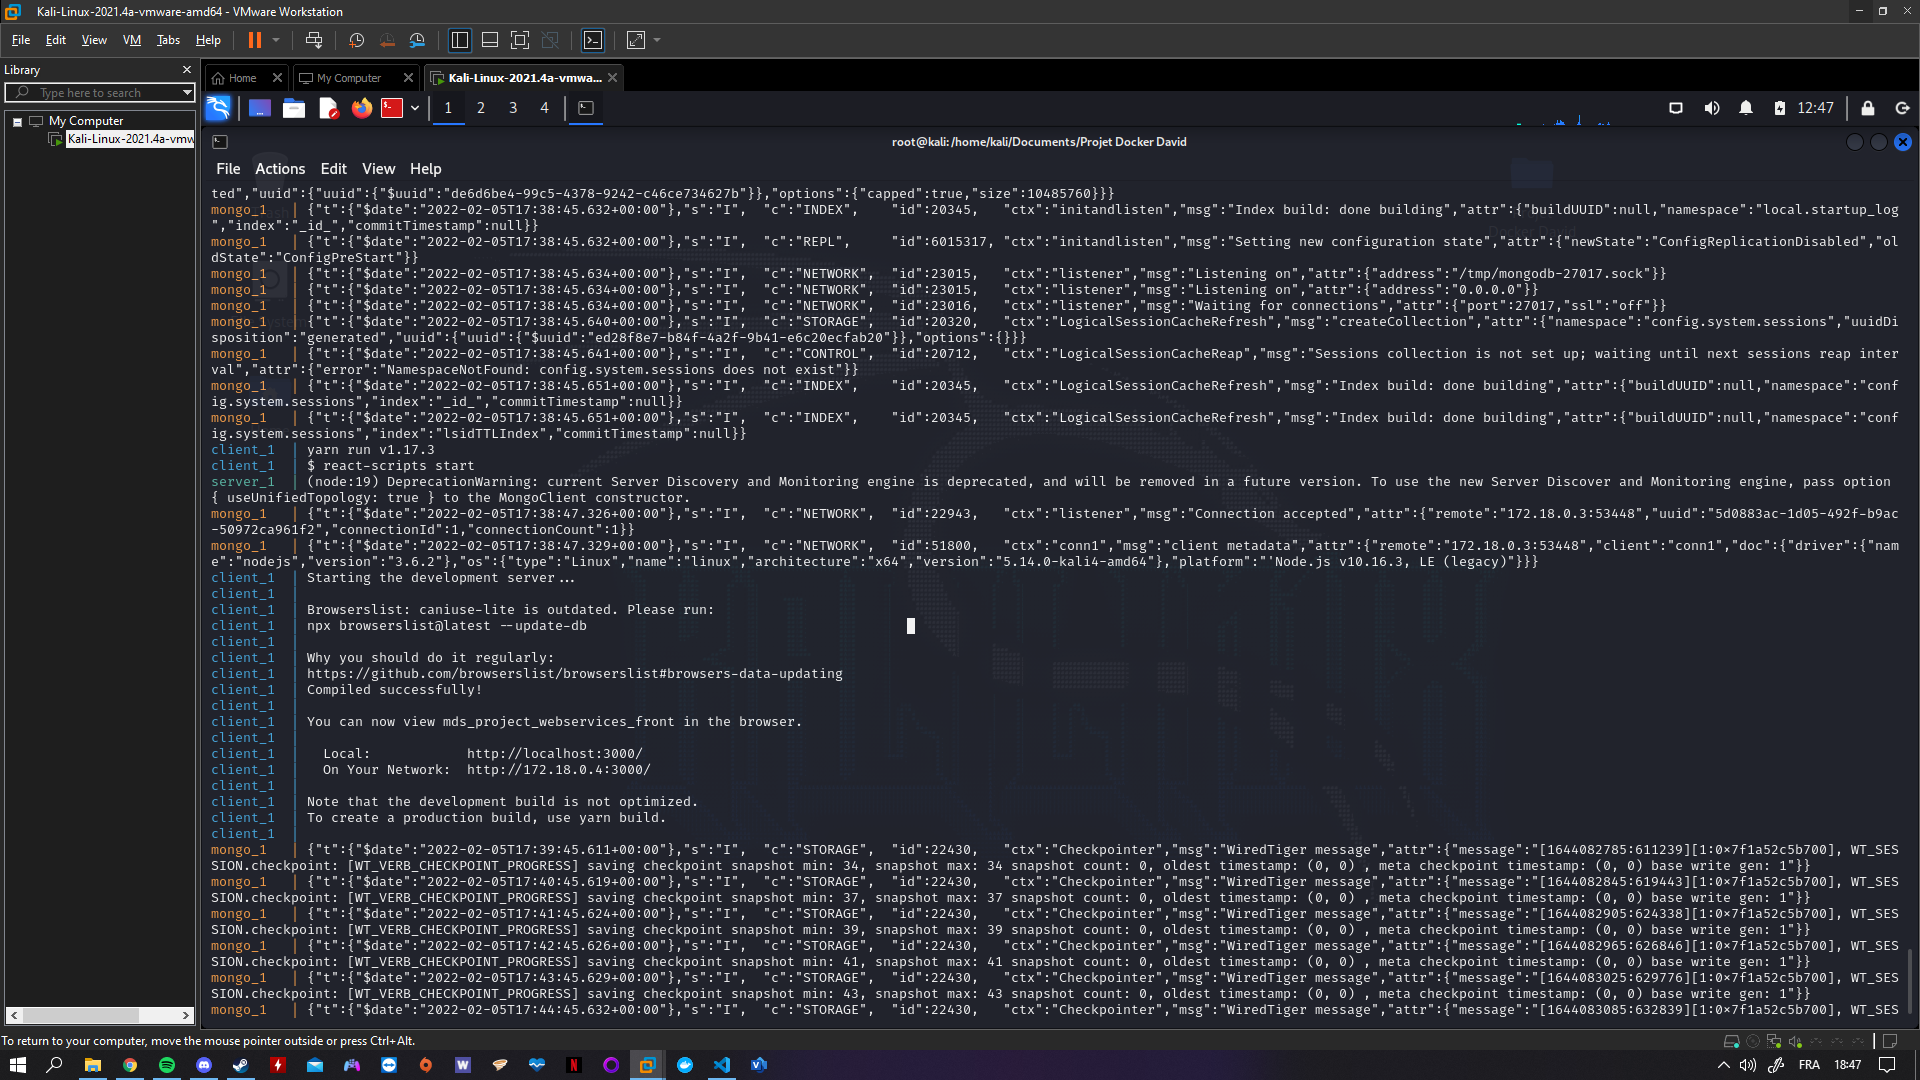 Kali-Linux-2021.4a-vmware-amd64 - VMware Workstation
File Edit View VM Tabs Help
Library
Type here to search
My Computer
Kali-Linux-2021.4a-vmw
Home
My Computer
Kali-Linux-2021.4a-vmwa...
1 2 3 4
12:47
root@kali:/home/kali/Documents/Projet Docker David
File Actions Edit View Help
ted","uuid":{"uuid":{"$uuid":"de6d6be4-99c5-4378-9242-c46ce734627b"}},"options":{"capped":true,"size":10485760}}}
mongo_1   | {"t":{"$date":"2022-02-05T17:38:45.632+00:00"},"s":"I",  "c":"INDEX",    "id":20345,   "ctx":"initandlisten","msg":"Index build: done building","attr":{"buildUUID":null,"namespace":"local.startup_log
","index":"_id_","commitTimestamp":null}}
mongo_1   | {"t":{"$date":"2022-02-05T17:38:45.632+00:00"},"s":"I",  "c":"REPL",     "id":6015317, "ctx":"initandlisten","msg":"Setting new configuration state","attr":{"newState":"ConfigReplicationDisabled","ol
dState":"ConfigPreStart"}}
mongo_1   | {"t":{"$date":"2022-02-05T17:38:45.634+00:00"},"s":"I",  "c":"NETWORK",  "id":23015,   "ctx":"listener","msg":"Listening on","attr":{"address":"/tmp/mongodb-27017.sock"}}
mongo_1   | {"t":{"$date":"2022-02-05T17:38:45.634+00:00"},"s":"I",  "c":"NETWORK",  "id":23015,   "ctx":"listener","msg":"Listening on","attr":{"address":"0.0.0.0"}}
mongo_1   | {"t":{"$date":"2022-02-05T17:38:45.634+00:00"},"s":"I",  "c":"NETWORK",  "id":23016,   "ctx":"listener","msg":"Waiting for connections","attr":{"port":27017,"ssl":"off"}}
mongo_1   | {"t":{"$date":"2022-02-05T17:38:45.640+00:00"},"s":"I",  "c":"STORAGE",  "id":20320,   "ctx":"LogicalSessionCacheRefresh","msg":"createCollection","attr":{"namespace":"config.system.sessions","uuidDi
sposition":"generated","uuid":{"uuid":{"$uuid":"ed28f8e7-b84f-4a2f-9b41-e6c20ecfab20"}},"options":{}}}
mongo_1   | {"t":{"$date":"2022-02-05T17:38:45.641+00:00"},"s":"I",  "c":"CONTROL",  "id":20712,   "ctx":"LogicalSessionCacheReap","msg":"Sessions collection is not set up; waiting until next sessions reap inter
val","attr":{"error":"NamespaceNotFound: config.system.sessions does not exist"}}
mongo_1   | {"t":{"$date":"2022-02-05T17:38:45.651+00:00"},"s":"I",  "c":"INDEX",    "id":20345,   "ctx":"LogicalSessionCacheRefresh","msg":"Index build: done building","attr":{"buildUUID":null,"namespace":"conf
ig.system.sessions","index":"_id_","commitTimestamp":null}}
mongo_1   | {"t":{"$date":"2022-02-05T17:38:45.651+00:00"},"s":"I",  "c":"INDEX",    "id":20345,   "ctx":"LogicalSessionCacheRefresh","msg":"Index build: done building","attr":{"buildUUID":null,"namespace":"conf
ig.system.sessions","index":"lsidTTLIndex","commitTimestamp":null}}
client_1  | yarn run v1.17.3
client_1  | $ react-scripts start
server_1  | (node:19) DeprecationWarning: current Server Discovery and Monitoring engine is deprecated, and will be removed in a future version. To use the new Server Discover and Monitoring engine, pass option
{ useUnifiedTopology: true } to the MongoClient constructor.
mongo_1   | {"t":{"$date":"2022-02-05T17:38:47.326+00:00"},"s":"I",  "c":"NETWORK",  "id":22943,   "ctx":"listener","msg":"Connection accepted","attr":{"remote":"172.18.0.3:53448","uuid":"5d0883ac-1d05-492f-b9ac
-50972ca961f2","connectionId":1,"connectionCount":1}}
mongo_1   | {"t":{"$date":"2022-02-05T17:38:47.329+00:00"},"s":"I",  "c":"NETWORK",  "id":51800,   "ctx":"conn1","msg":"client metadata","attr":{"remote":"172.18.0.3:53448","client":"conn1","doc":{"driver":{"nam
e":"nodejs","version":"3.6.2"},"os":{"type":"Linux","name":"linux","architecture":"x64","version":"5.14.0-kali4-amd64"},"platform":"'Node.js v10.16.3, LE (legacy)"}}}
client_1  | Starting the development server...
client_1  |
client_1  | Browserslist: caniuse-lite is outdated. Please run:
client_1  | npx browserslist@latest --update-db
client_1  |
client_1  | Why you should do it regularly:
client_1  | https://github.com/browserslist/browserslist#browsers-data-updating
client_1  | Compiled successfully!
client_1  |
client_1  | You can now view mds_project_webservices_front in the browser.
client_1  |
client_1  |   Local:            http://localhost:3000/
client_1  |   On Your Network:  http://172.18.0.4:3000/
client_1  |
client_1  | Note that the development build is not optimized.
client_1  | To create a production build, use yarn build.
client_1  |
mongo_1   | {"t":{"$date":"2022-02-05T17:39:45.611+00:00"},"s":"I",  "c":"STORAGE",  "id":22430,   "ctx":"Checkpointer","msg":"WiredTiger message","attr":{"message":"[1644082785:611239][1:0×7f1a52c5b700], WT_SES
SION.checkpoint: [WT_VERB_CHECKPOINT_PROGRESS] saving checkpoint snapshot min: 34, snapshot max: 34 snapshot count: 0, oldest timestamp: (0, 0) , meta checkpoint timestamp: (0, 0) base write gen: 1"}}
mongo_1   | {"t":{"$date":"2022-02-05T17:40:45.619+00:00"},"s":"I",  "c":"STORAGE",  "id":22430,   "ctx":"Checkpointer","msg":"WiredTiger message","attr":{"message":"[1644082845:619443][1:0×7f1a52c5b700], WT_SES
SION.checkpoint: [WT_VERB_CHECKPOINT_PROGRESS] saving checkpoint snapshot min: 37, snapshot max: 37 snapshot count: 0, oldest timestamp: (0, 0) , meta checkpoint timestamp: (0, 0) base write gen: 1"}}
mongo_1   | {"t":{"$date":"2022-02-05T17:41:45.624+00:00"},"s":"I",  "c":"STORAGE",  "id":22430,   "ctx":"Checkpointer","msg":"WiredTiger message","attr":{"message":"[1644082905:624338][1:0×7f1a52c5b700], WT_SES
SION.checkpoint: [WT_VERB_CHECKPOINT_PROGRESS] saving checkpoint snapshot min: 39, snapshot max: 39 snapshot count: 0, oldest timestamp: (0, 0) , meta checkpoint timestamp: (0, 0) base write gen: 1"}}
mongo_1   | {"t":{"$date":"2022-02-05T17:42:45.626+00:00"},"s":"I",  "c":"STORAGE",  "id":22430,   "ctx":"Checkpointer","msg":"WiredTiger message","attr":{"message":"[1644082965:626846][1:0×7f1a52c5b700], WT_SES
SION.checkpoint: [WT_VERB_CHECKPOINT_PROGRESS] saving checkpoint snapshot min: 41, snapshot max: 41 snapshot count: 0, oldest timestamp: (0, 0) , meta checkpoint timestamp: (0, 0) base write gen: 1"}}
mongo_1   | {"t":{"$date":"2022-02-05T17:43:45.629+00:00"},"s":"I",  "c":"STORAGE",  "id":22430,   "ctx":"Checkpointer","msg":"WiredTiger message","attr":{"message":"[1644083025:629776][1:0×7f1a52c5b700], WT_SES
SION.checkpoint: [WT_VERB_CHECKPOINT_PROGRESS] saving checkpoint snapshot min: 43, snapshot max: 43 snapshot count: 0, oldest timestamp: (0, 0) , meta checkpoint timestamp: (0, 0) base write gen: 1"}}
mongo_1   | {"t":{"$date":"2022-02-05T17:44:45.632+00:00"},"s":"I",  "c":"STORAGE",  "id":22430,   "ctx":"Checkpointer","msg":"WiredTiger message","attr":{"message":"[1644083085:632839][1:0×7f1a52c5b700], WT_SES
To return to your computer, move the mouse pointer outside or press Ctrl+Alt.
FRA 18:47